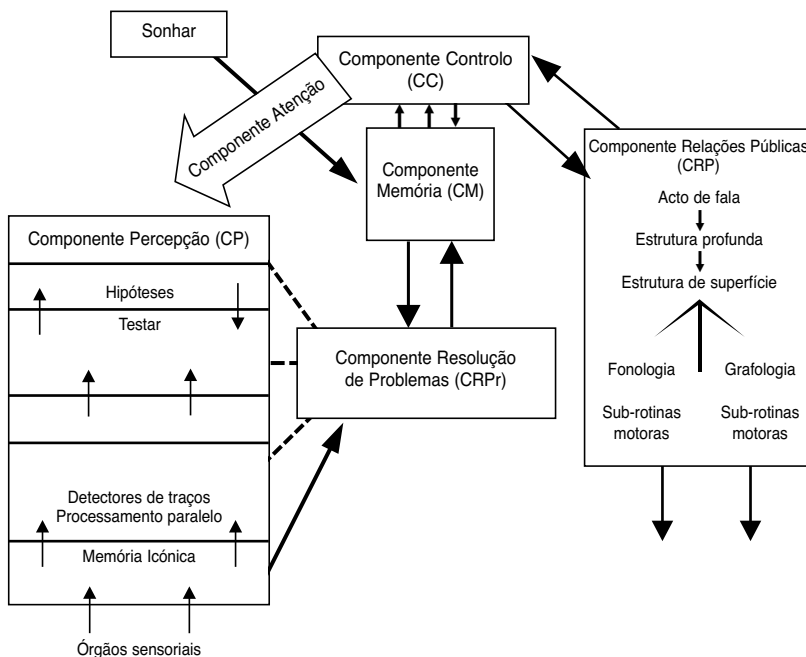 Sonhar
Componente Controlo
(CC)
Componente Atenção
Componente
Memória (CM)
Componente Relações Públicas
(CRP)
Acto de fala
Estrutura profunda
Estrutura de superfície
Fonologia
Grafologia
Sub-rotinas
motoras
Sub-rotinas
motoras
Componente Percepção (CP)
Hipóteses
Testar
Componente Resolução
de Problemas (CRPr)
Detectores de traços
Processamento paralelo
Memória Icónica
Órgãos sensoriais